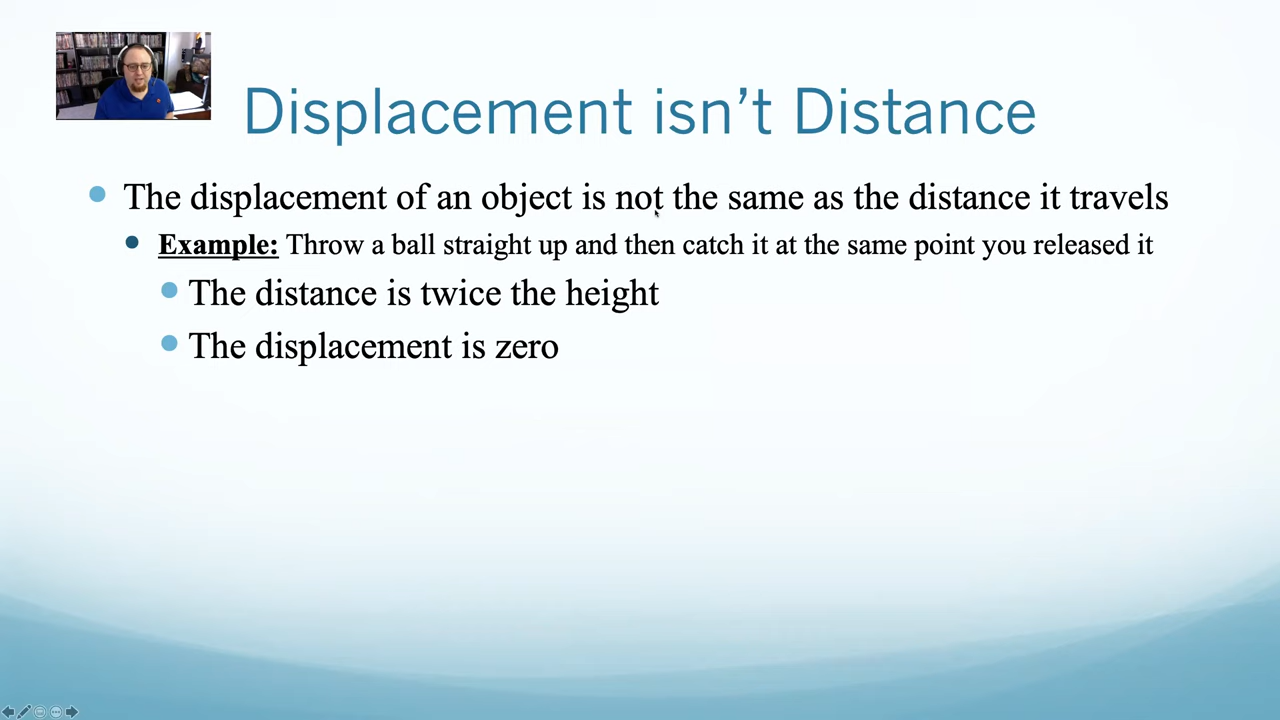 Displacement isn’t Distance
The displacement of an object is not the same as the distance it travels
Example: Throw a ball straight up and then catch it at the same point you released it
The distance is twice the height
The displacement is zero